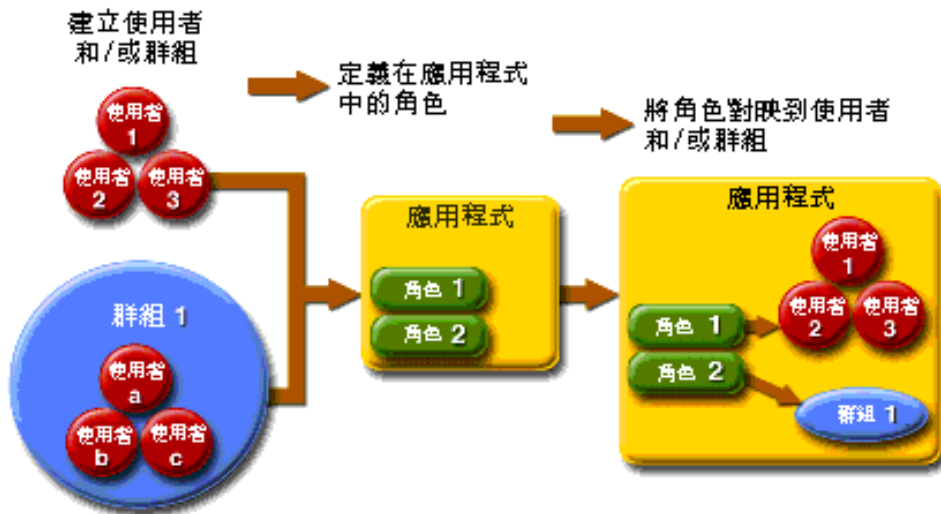 建立使用者
和/或群組
定義在應用程式
中的角色
將角色對映到使用者
和/或群組
使用者
1
使用者
2
使用者
3
群組 1
使用者
a
使用者
b
使用者
c
應用程式
角色 1
角色 2
應用程式
使用者
1
使用者
2
使用者
3
角色 1
角色 2
群組 1